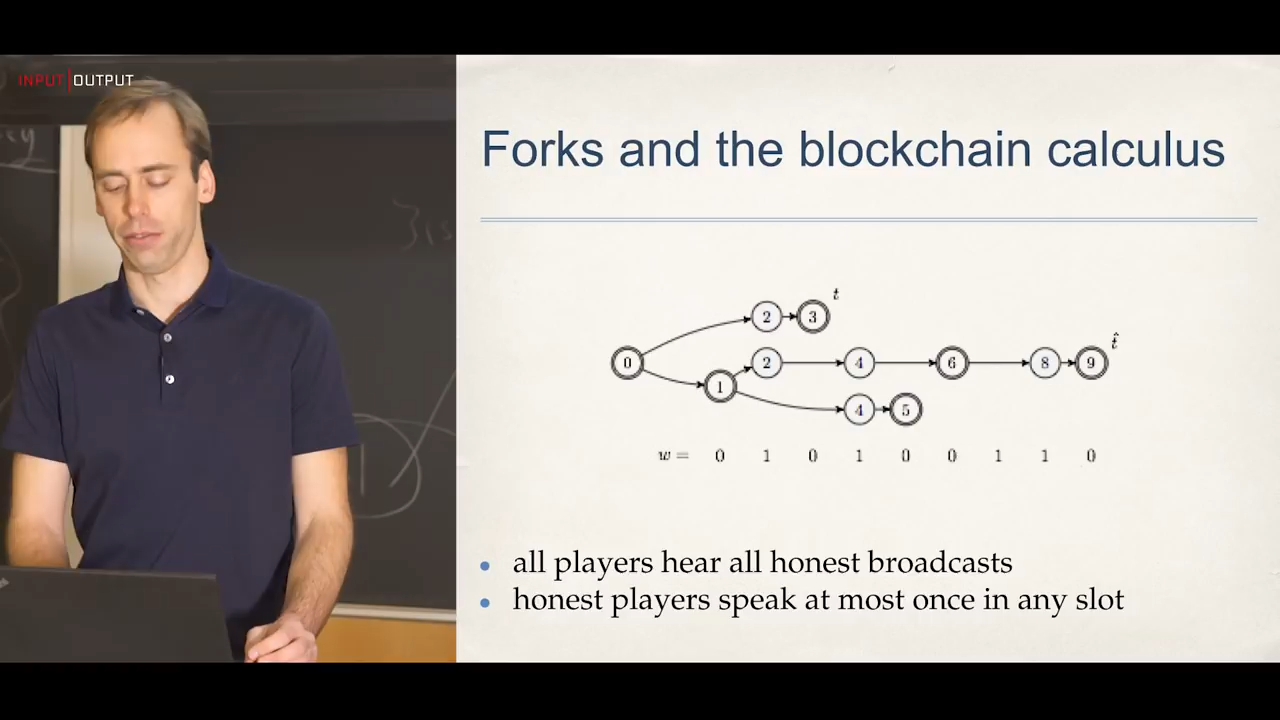 INPUT|OUTPUT
Forks and the blockchain calculus
t
2 3
t̂
0 2 4 6 8 9
1
4 5
w = 0 1 0 1 0 0 1 1 0
• all players hear all honest broadcasts
• honest players speak at most once in any slot